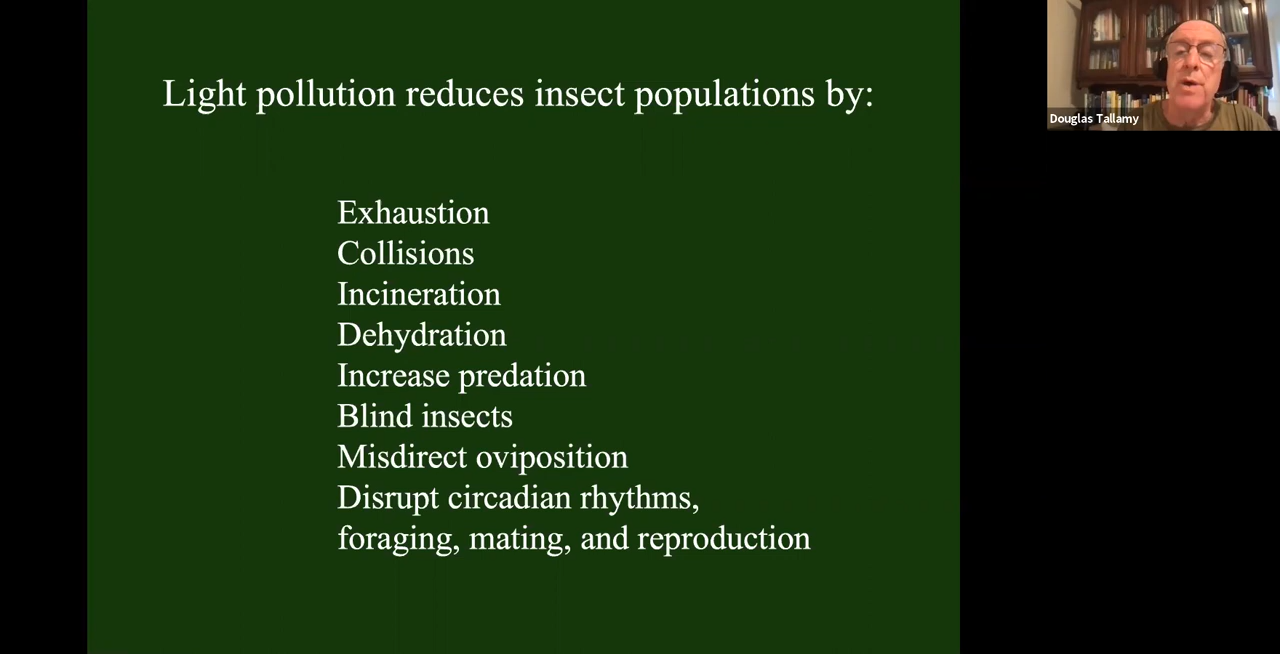 Light pollution reduces insect populations by:
Exhaustion
Collisions
Incineration
Dehydration
Increase predation
Blind insects
Misdirect oviposition
Disrupt circadian rhythms,
foraging, mating, and reproduction
Douglas Tallamy